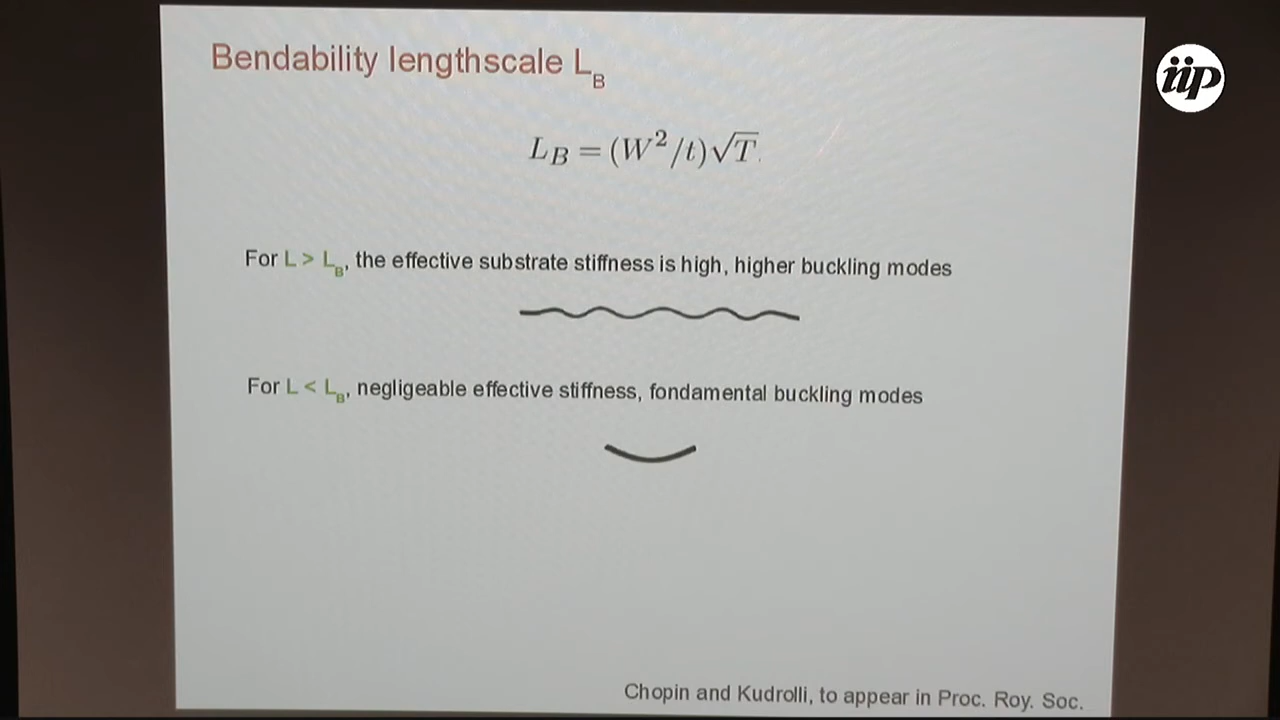 iip
Bendability lengthscale L_B
L_B = (W²/t)√T
For L > L_B, the effective substrate stiffness is high, higher buckling modes
For L < L_B, negligeable effective stiffness, fondamental buckling modes
Chopin and Kudrolli, to appear in Proc. Roy. Soc.